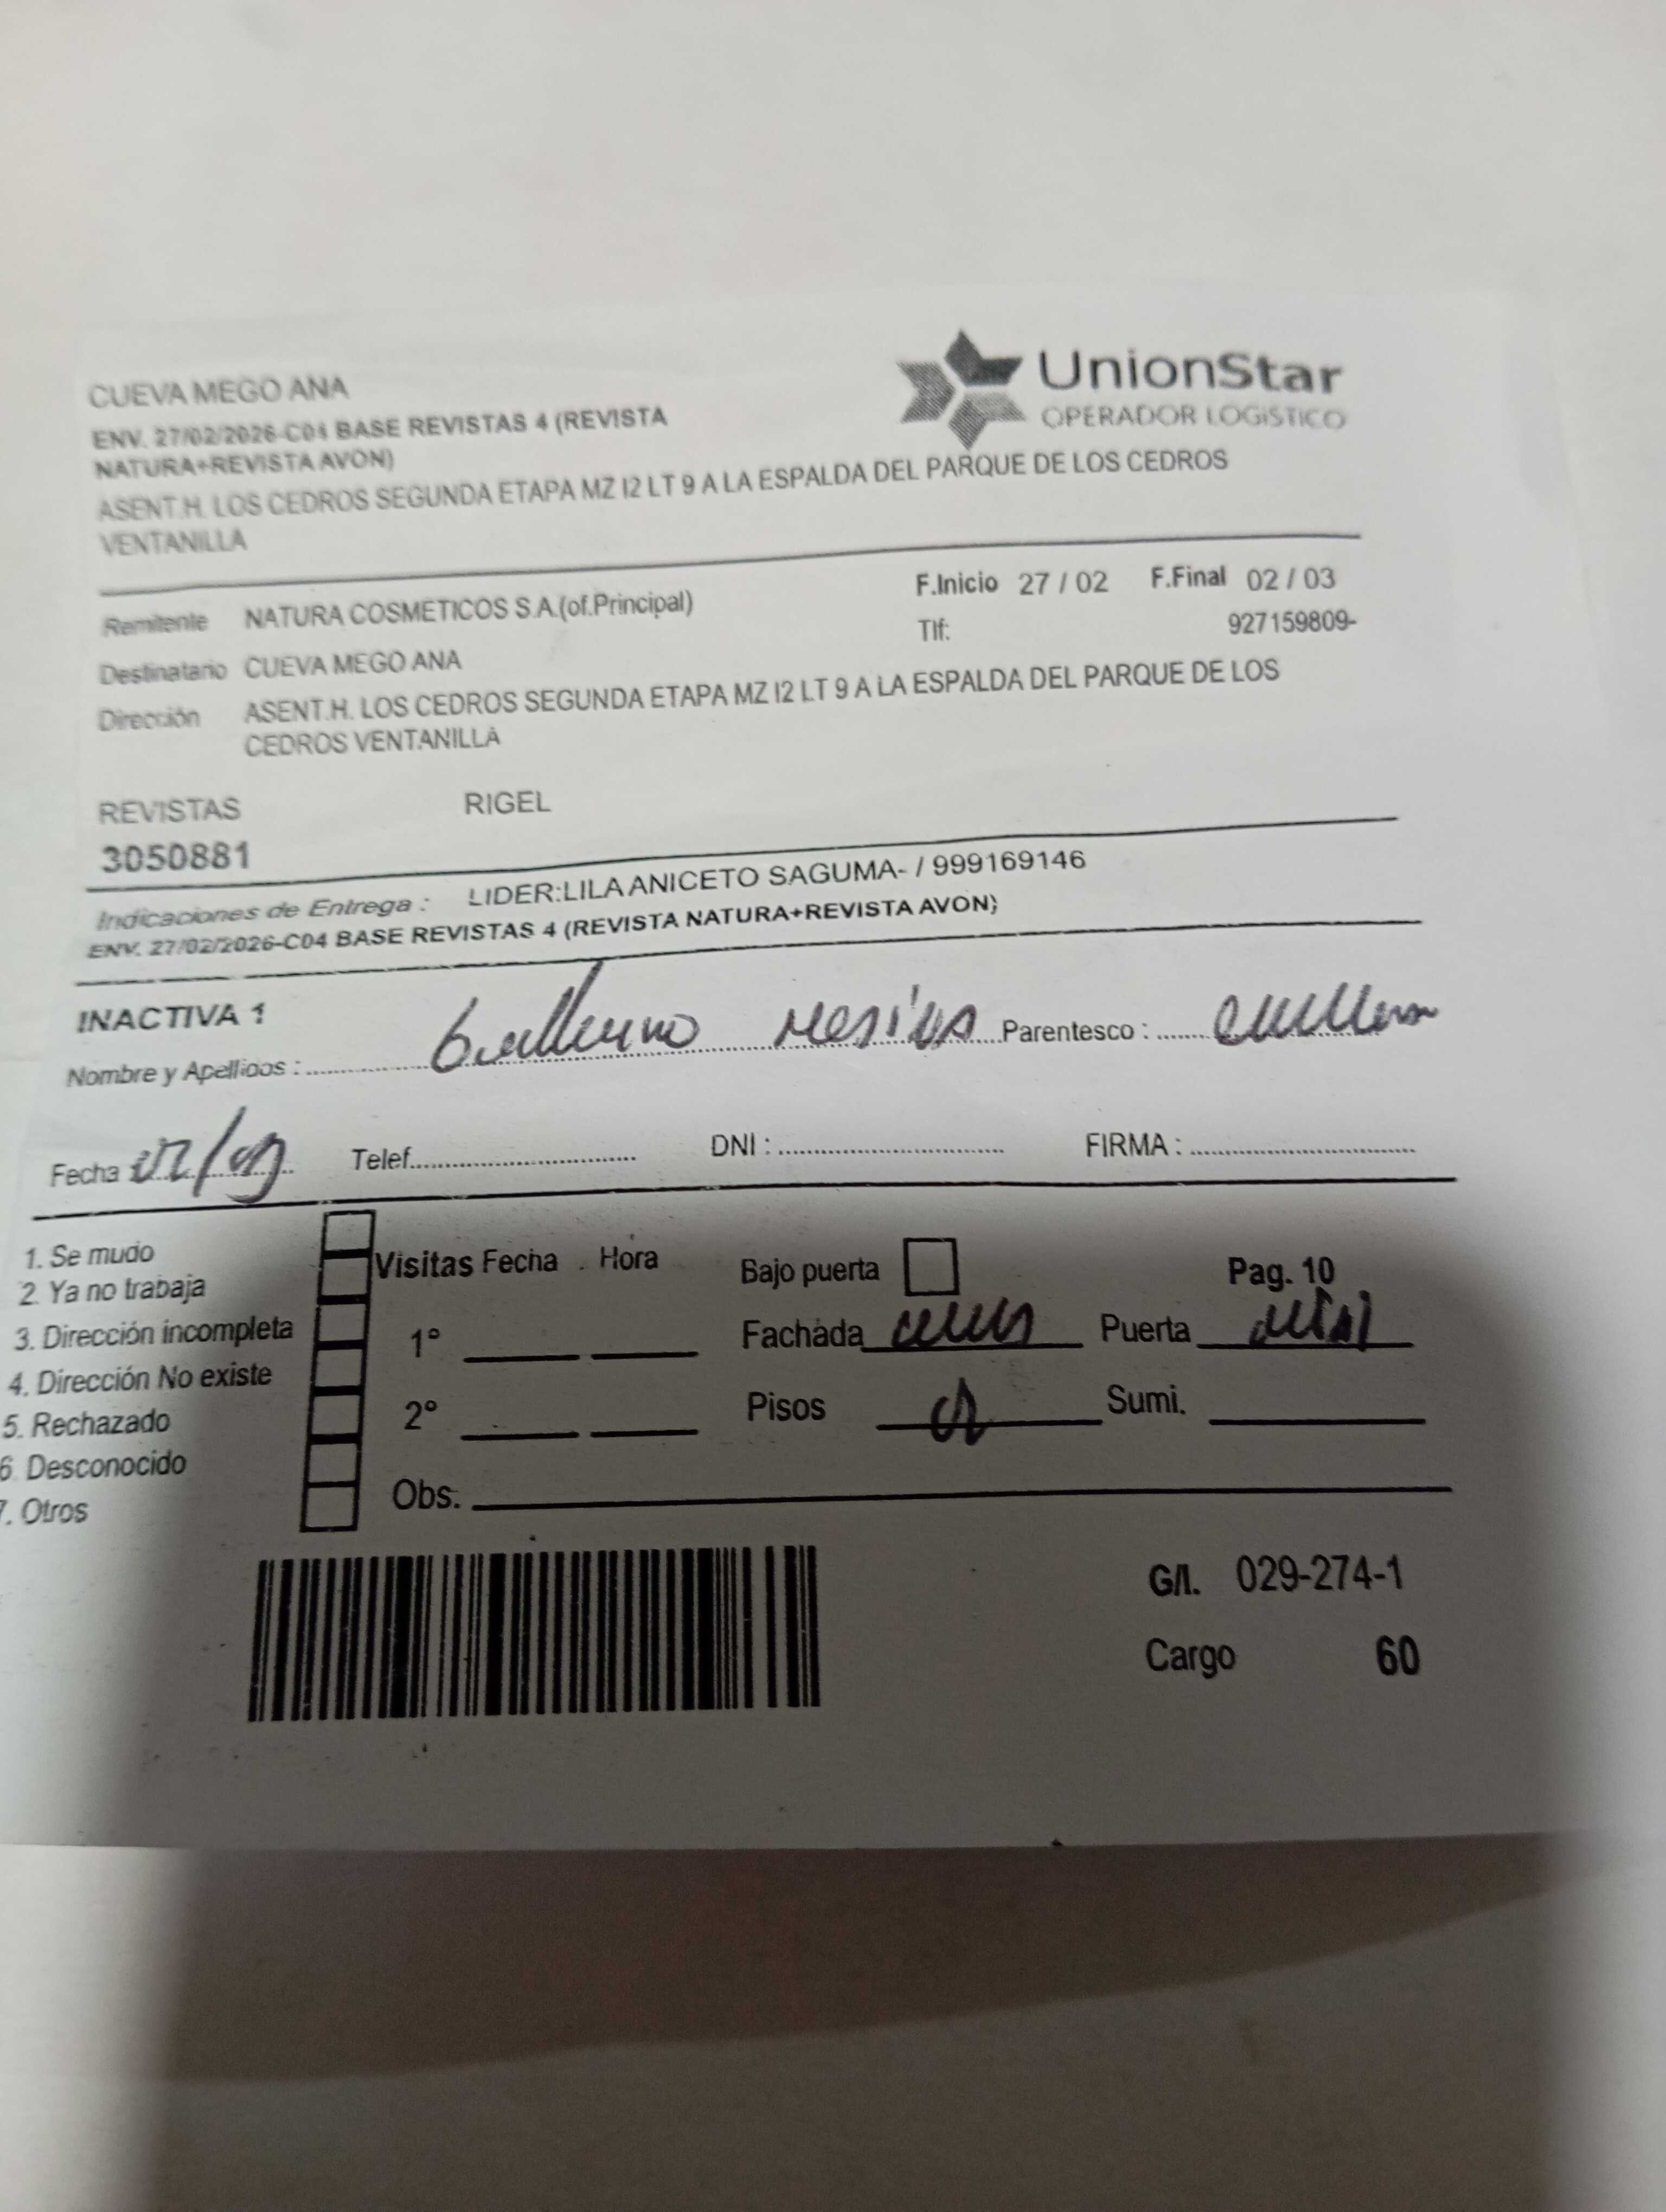 CUEVA MEGO ANA
UnionStar
OPERADOR LOGíSTICO
ENV. 27/02/2026-C04 BASE REVISTAS 4 (REVISTA
NATURA+REVISTA AVON)
ASENT.H. LOS CEDROS SEGUNDA ETAPA MZ I2 LT 9 A LA ESPALDA DEL PARQUE DE LOS CEDROS
VENTANILLA
F.Inicio 27 / 02 F.Final 02 / 03
Remitente NATURA COSMETICOS S.A.(of.Principal)
Tlf: 927159809-
Destinatario CUEVA MEGO ANA
Dirección ASENT.H. LOS CEDROS SEGUNDA ETAPA MZ I2 LT 9 A LA ESPALDA DEL PARQUE DE LOS
CEDROS VENTANILLA
REVISTAS RIGEL
3050881
Indicaciones de Entrega : LIDER:LILA ANICETO SAGUMA- / 999169146
ENV. 27/02/2026-C04 BASE REVISTAS 4 (REVISTA NATURA+REVISTA AVON)
INACTIVA 1
Nombre y Apellidos : Guillermo Parentesco :
Fecha 02/03 Telef. DNI : FIRMA :
1. Se mudo
2. Ya no trabaja
3. Dirección incompleta
4. Dirección No existe
5. Rechazado
6. Desconocido
7. Otros
Visitas Fecha . Hora
1°
2°
Obs.
Bajo puerta Pag. 10
Fachada Puerta
Pisos Sumi.
G/I. 029-274-1
Cargo 60